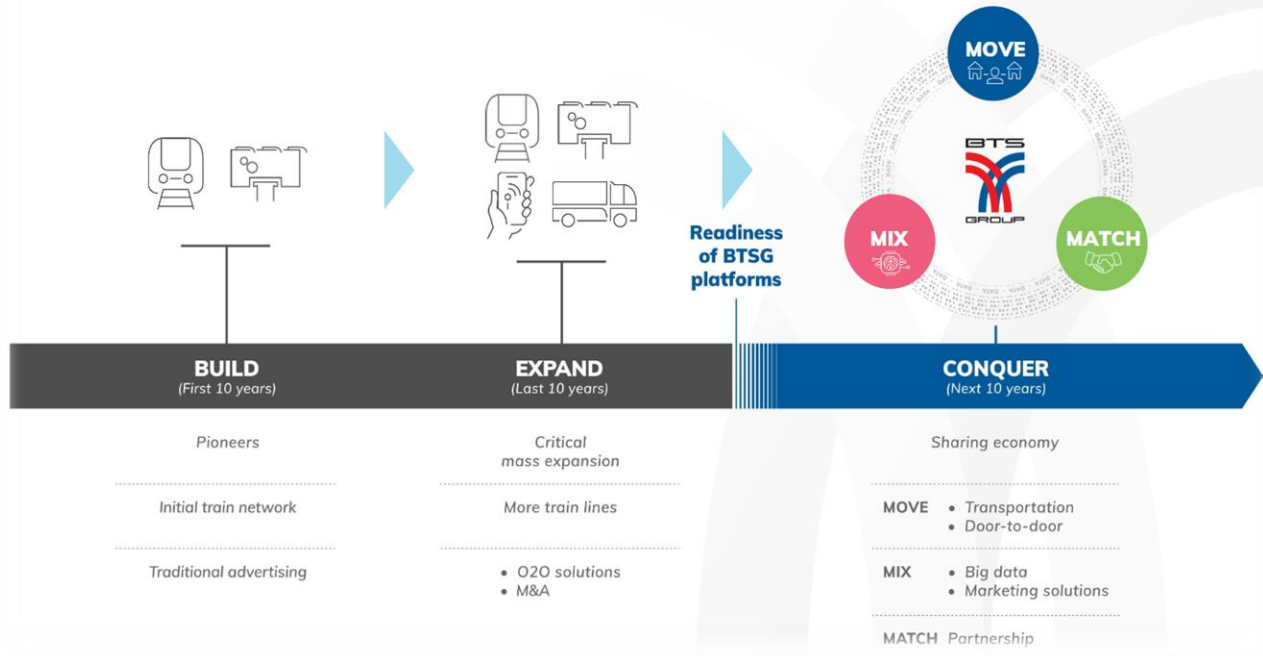 MOVE
BTS
GROUP
MIX
MATCH
Readiness
of BTSG
platforms
BUILD
(First 10 years)
EXPAND
(Last 10 years)
CONQUER
(Next 10 years)
Pioneers
Critical
mass expansion
Sharing economy
Initial train network
More train lines
MOVE • Transportation
• Door-to-door
Traditional advertising
• O2O solutions
• M&A
MIX • Big data
• Marketing solutions
MATCH Partnership